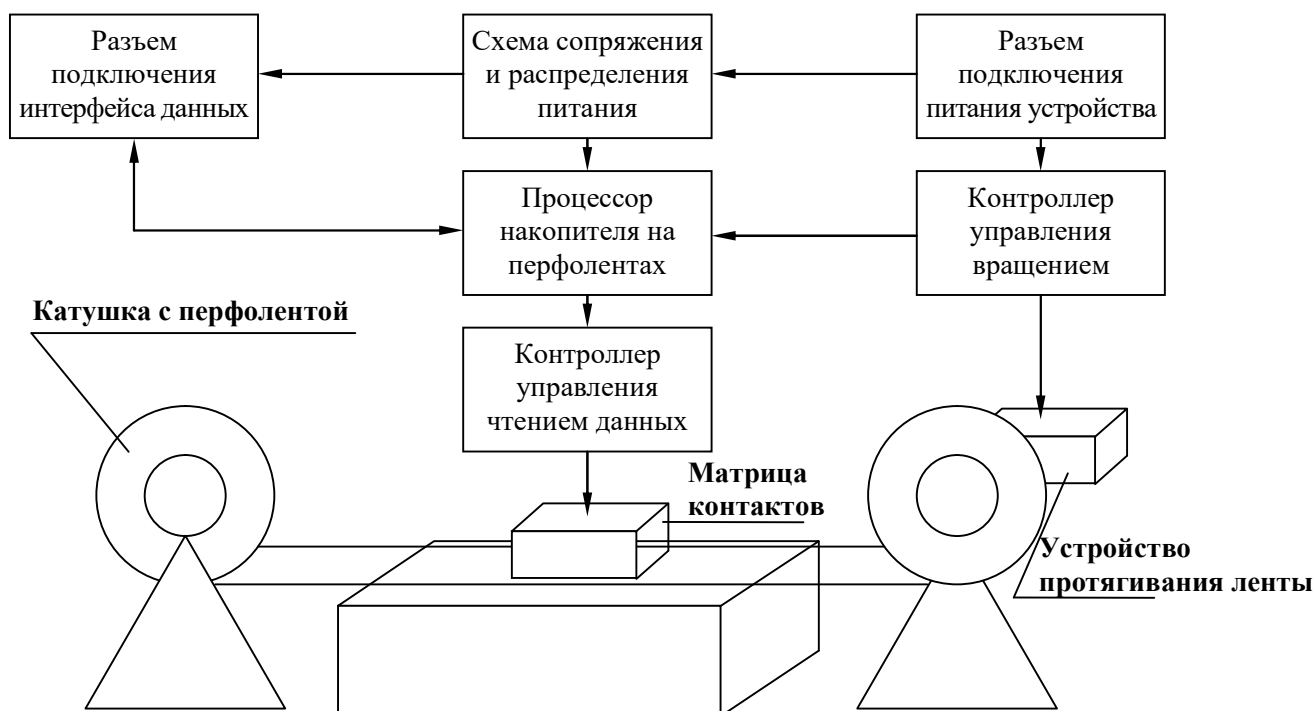 Разъем
подключения
интерфейса данных
Схема сопряжения
и распределения
питания
Разъем
подключения
питания устройства
Процессор
накопителя на
перфолентах
Контроллер
управления
вращением
Катушка с перфолентой
Контроллер
управления
чтением данных
Матрица
контактов
Устройство
протягивания ленты